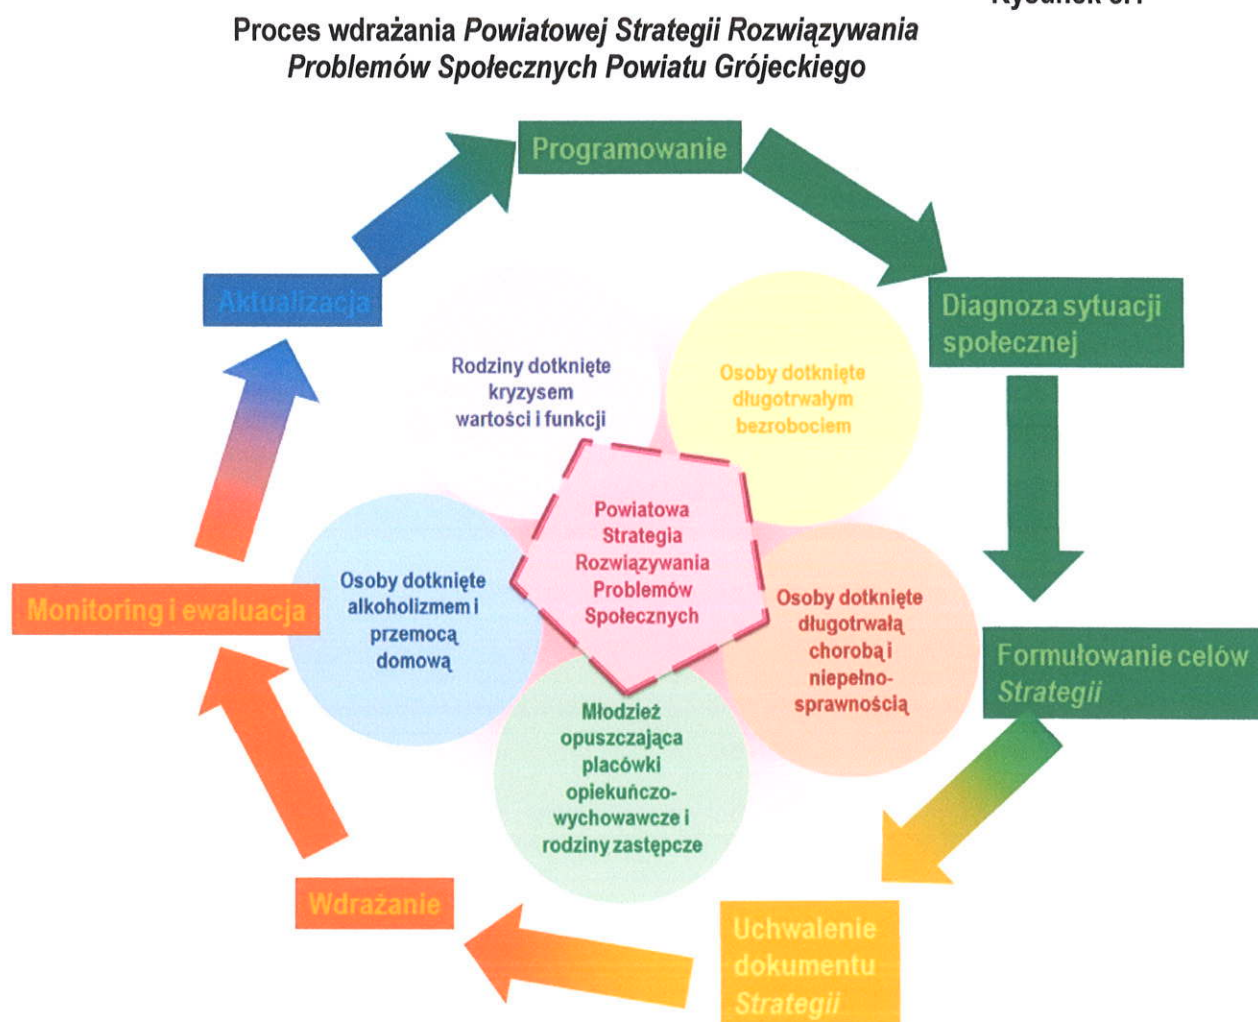 Proces wdrażania Powiatowej Strategii Rozwiązywania
Problemów Społecznych Powiatu Grójeckiego
Programowanie
Diagnoza sytuacji
społecznej
Formułowanie celów
Strategii
Uchwalenie
dokumentu
Strategii
Wdrażanie
Monitoring i ewaluacja
Aktualizacja
Rodziny dotknięte
kryzysem
wartości i funkcji
Osoby dotknięte
długotrwałym
bezrobociem
Osoby dotknięte
długotrwałą
chorobą i
niepełno-
sprawnością
Młodzież
opuszczająca
placówki
opiekuńczo-
wychowawcze i
rodziny zastępcze
Osoby dotknięte
alkoholizmem i
przemocą
domową
Powiatowa
Strategia
Rozwiązywania
Problemów
Społecznych